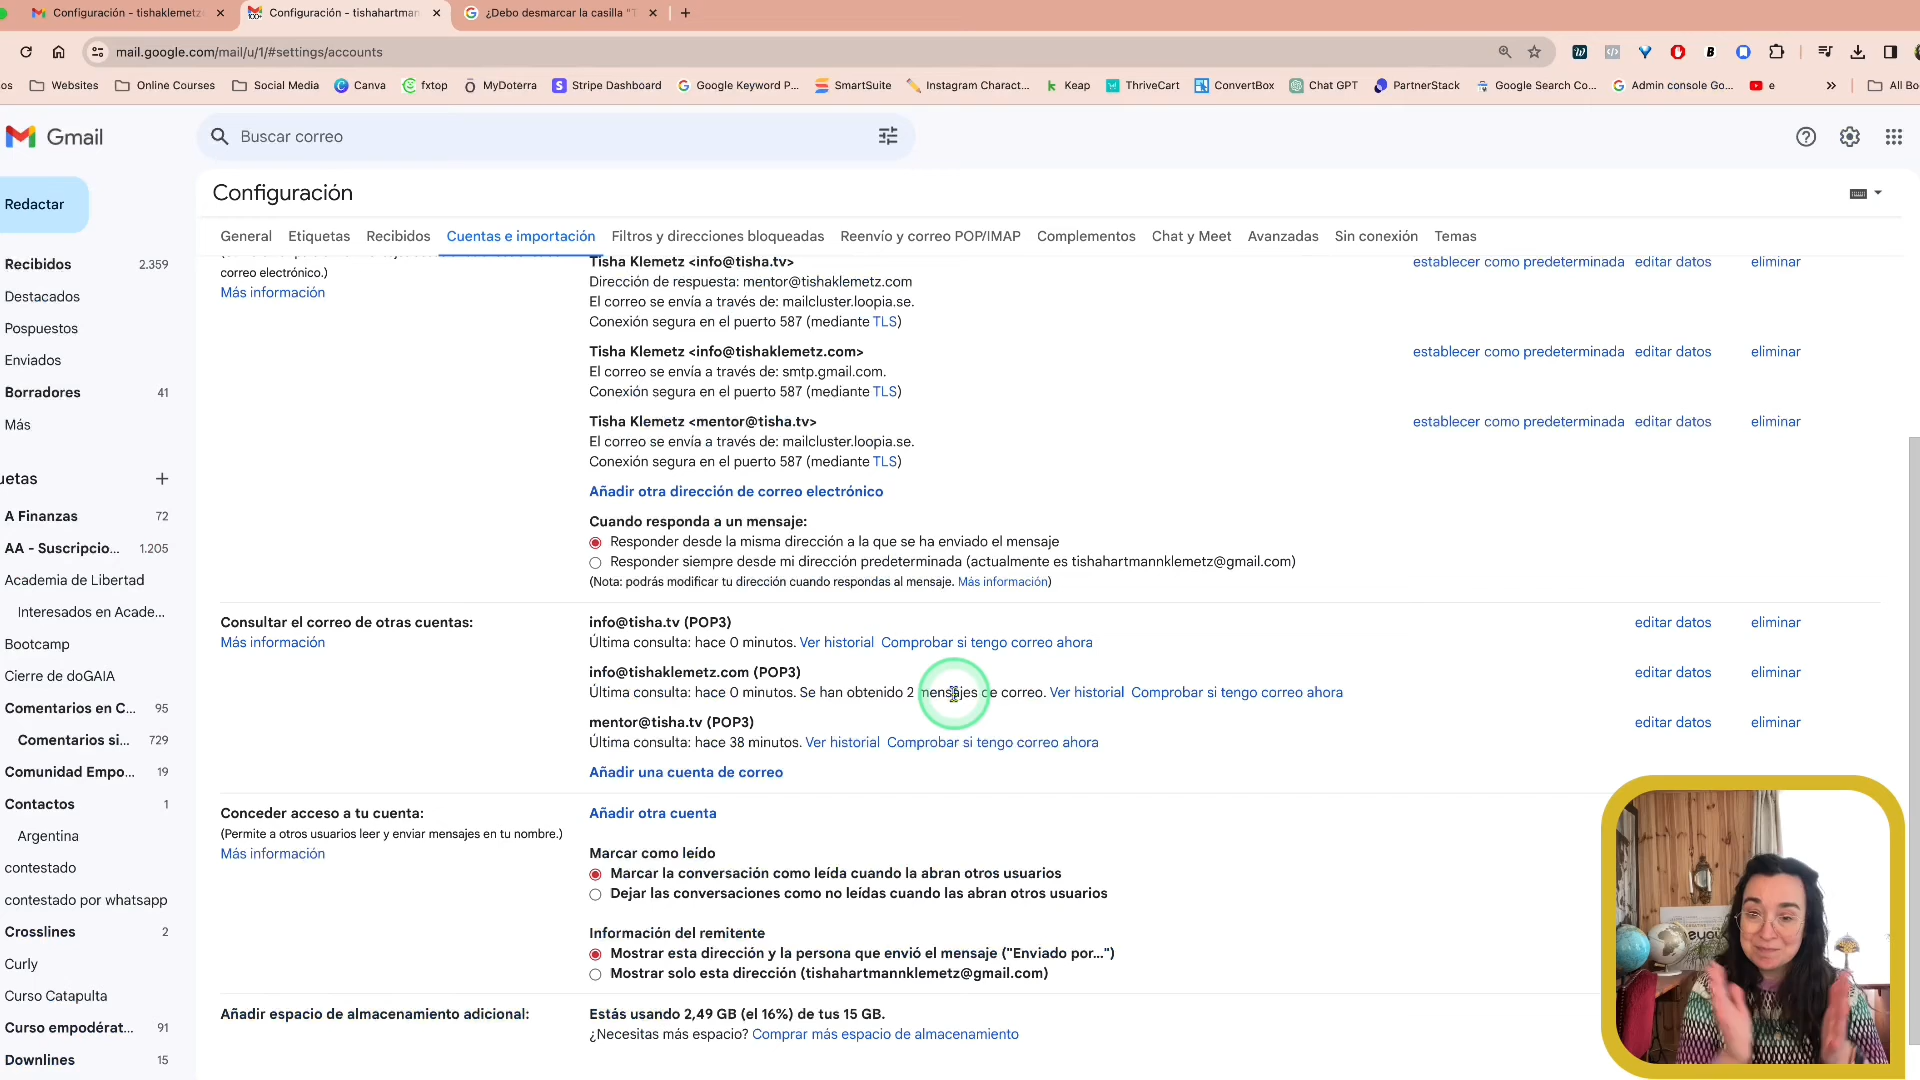 Configuración - tishaklemetz
Configuración - tishahartman
¿Debo desmarcar la casilla "T
mail.google.com/mail/u/1/#settings/accounts
os
Websites
Online Courses
Social Media
Canva
fxtop
MyDoterra
Stripe Dashboard
Google Keyword P...
SmartSuite
Instagram Charact...
Keap
ThriveCart
ConvertBox
Chat GPT
PartnerStack
Google Search Co...
Admin console Go...
e
»
All Bo
Gmail
Buscar correo
Redactar
Configuración
General
Etiquetas
Recibidos
Cuentas e importación
Filtros y direcciones bloqueadas
Reenvío y correo POP/IMAP
Complementos
Chat y Meet
Avanzadas
Sin conexión
Temas
Recibidos 2.359
Destacados
Pospuestos
Enviados
Borradores 41
Más
uetas +
A Finanzas 72
AA - Suscripcio... 1.205
Academia de Libertad
Interesados en Acade...
Bootcamp
Cierre de doGAIA
Comentarios en C... 95
Comentarios si... 729
Comunidad Empo... 19
Contactos 1
Argentina
contestado
contestado por whatsapp
Crosslines 2
Curly
Curso Catapulta
Curso empodérat... 91
Downlines 15
correo electrónico.)
Más información
Tisha Klemetz <info@tisha.tv> establecer como predeterminada editar datos eliminar
Dirección de respuesta: mentor@tishaklemetz.com
El correo se envía a través de: mailcluster.loopia.se.
Conexión segura en el puerto 587 (mediante TLS)
Tisha Klemetz <info@tishaklemetz.com> establecer como predeterminada editar datos eliminar
El correo se envía a través de: smtp.gmail.com.
Conexión segura en el puerto 587 (mediante TLS)
Tisha Klemetz <mentor@tisha.tv> establecer como predeterminada editar datos eliminar
El correo se envía a través de: mailcluster.loopia.se.
Conexión segura en el puerto 587 (mediante TLS)
Añadir otra dirección de correo electrónico
Cuando responda a un mensaje:
Responder desde la misma dirección a la que se ha enviado el mensaje
Responder siempre desde mi dirección predeterminada (actualmente es tishahartmannklemetz@gmail.com)
(Nota: podrás modificar tu dirección cuando respondas al mensaje. Más información)
Consultar el correo de otras cuentas:
Más información
info@tisha.tv (POP3) editar datos eliminar
Última consulta: hace 0 minutos. Ver historial Comprobar si tengo correo ahora
info@tishaklemetz.com (POP3) editar datos eliminar
Última consulta: hace 0 minutos. Se han obtenido 2 mensajes de correo. Ver historial Comprobar si tengo correo ahora
mentor@tisha.tv (POP3) editar datos eliminar
Última consulta: hace 38 minutos. Ver historial Comprobar si tengo correo ahora
Añadir una cuenta de correo
Conceder acceso a tu cuenta:
(Permite a otros usuarios leer y enviar mensajes en tu nombre.)
Más información
Añadir otra cuenta
Marcar como leído
Marcar la conversación como leída cuando la abran otros usuarios
Dejar las conversaciones como no leídas cuando las abran otros usuarios
Información del remitente
Mostrar esta dirección y la persona que envió el mensaje ("Enviado por...")
Mostrar solo esta dirección (tishahartmannklemetz@gmail.com)
Añadir espacio de almacenamiento adicional:
Estás usando 2,49 GB (el 16%) de tus 15 GB.
¿Necesitas más espacio? Comprar más espacio de almacenamiento